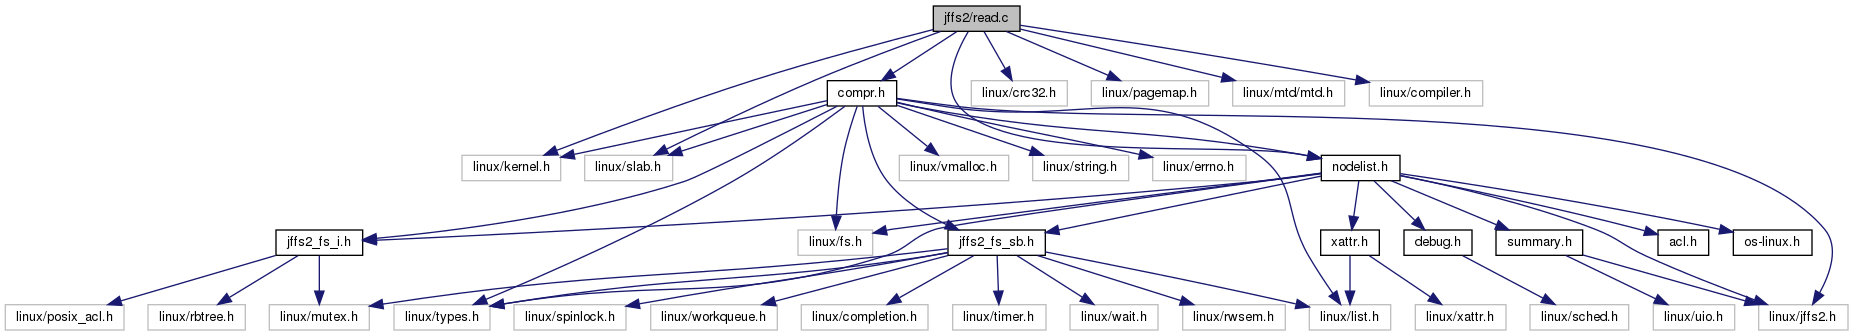 jffs2/read.c
compr.h
linux/crc32.h
linux/pagemap.h
linux/mtd/mtd.h
linux/compiler.h
linux/kernel.h
linux/slab.h
linux/vmalloc.h
linux/string.h
linux/errno.h
nodelist.h
jffs2_fs_i.h
linux/fs.h
jffs2_fs_sb.h
xattr.h
debug.h
summary.h
acl.h
os-linux.h
linux/posix_acl.h
linux/rbtree.h
linux/mutex.h
linux/types.h
linux/spinlock.h
linux/workqueue.h
linux/completion.h
linux/timer.h
linux/wait.h
linux/rwsem.h
linux/list.h
linux/xattr.h
linux/sched.h
linux/uio.h
linux/jffs2.h